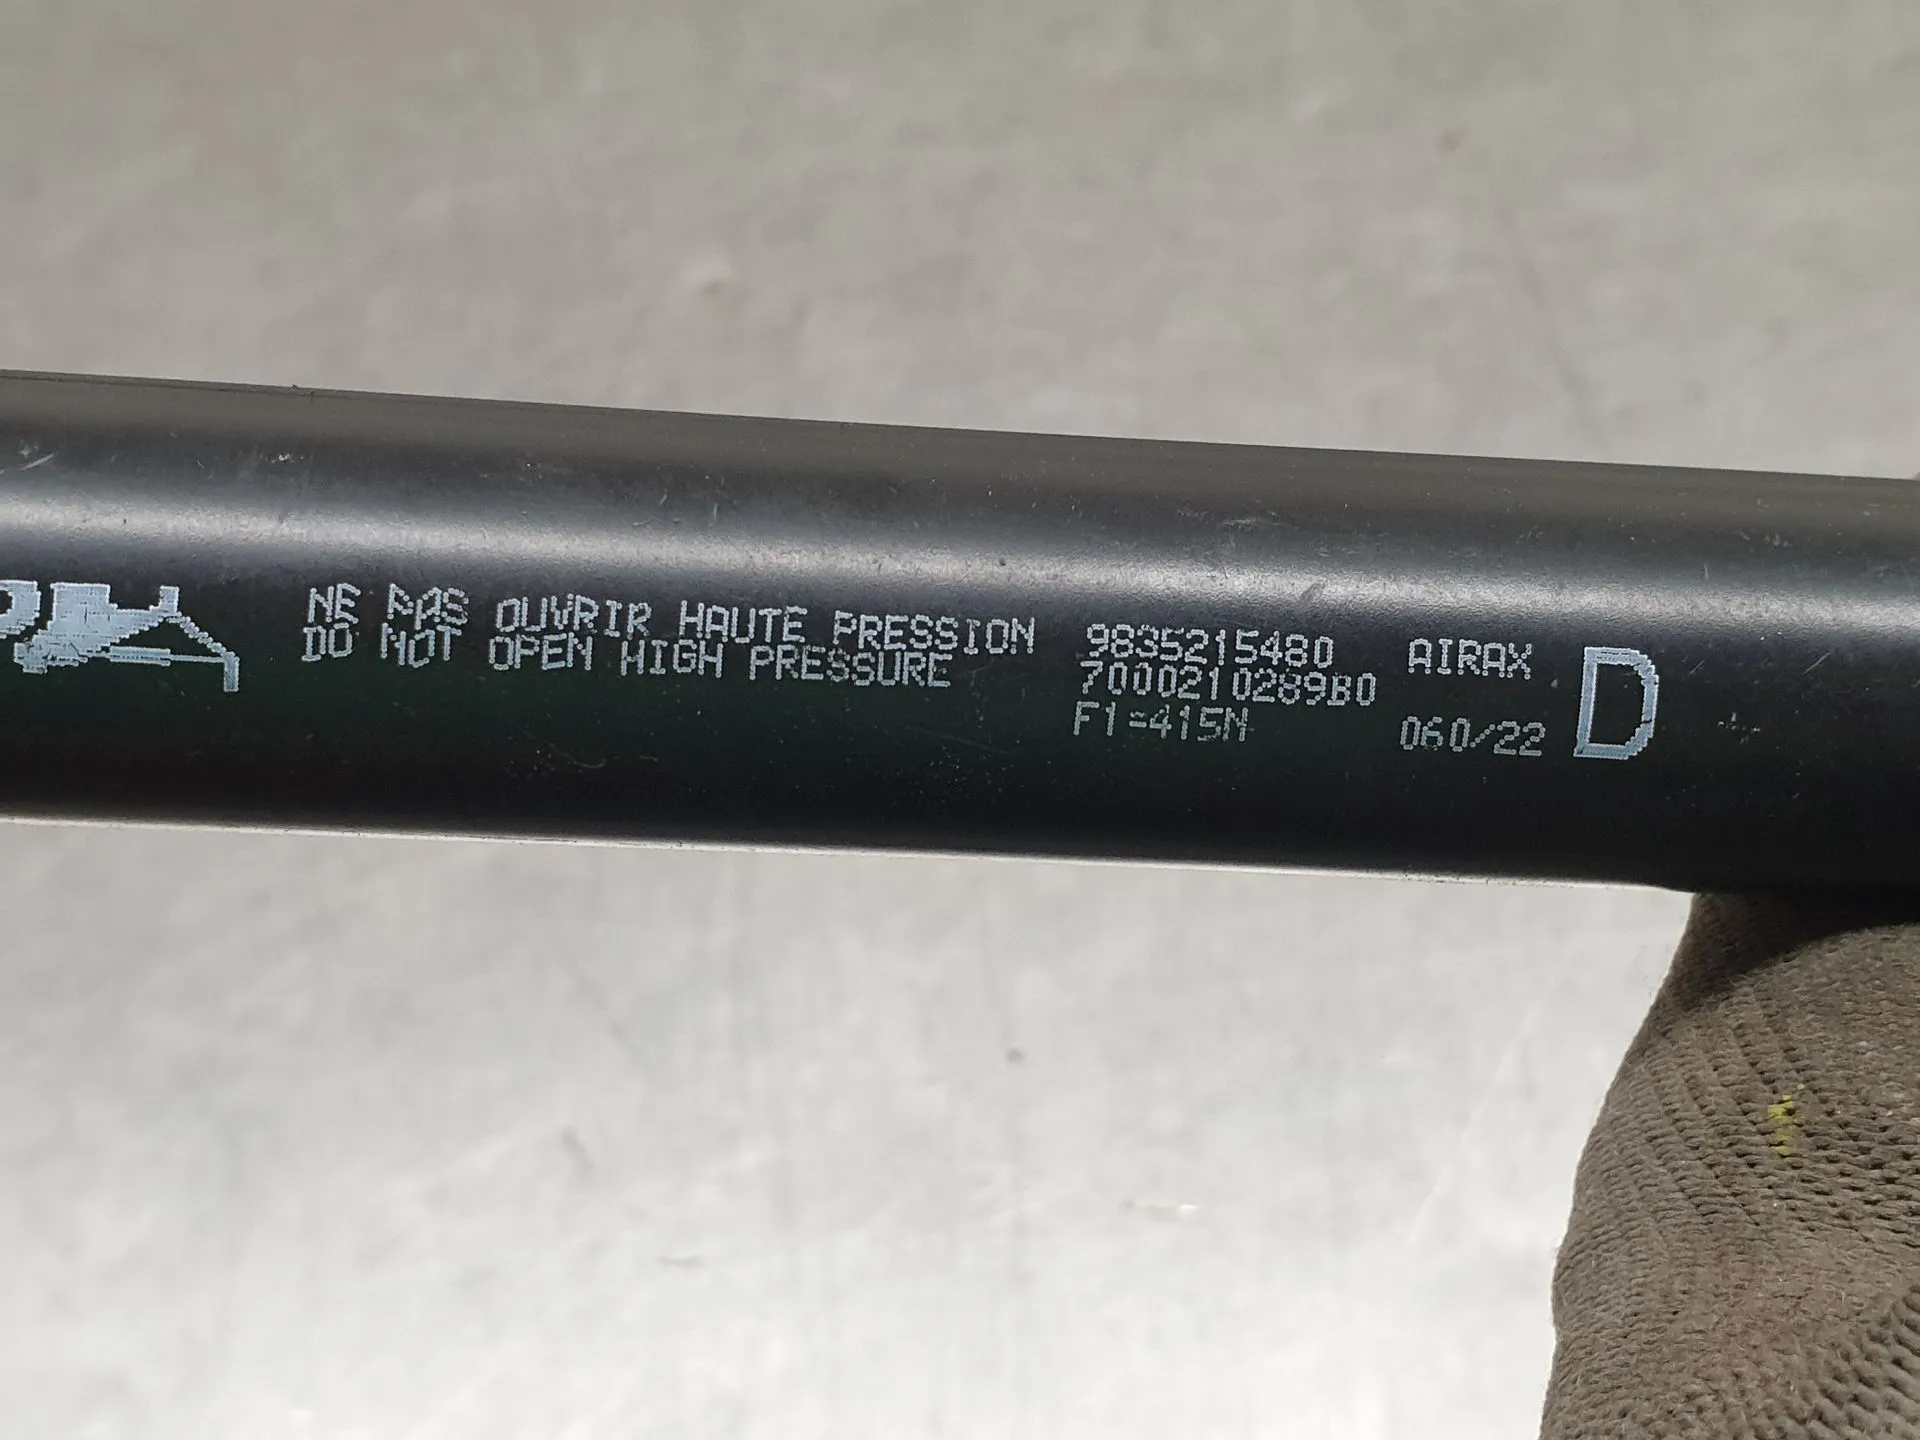 NE PAS OUVRIR HAUTE PRESSION
DO NOT OPEN HIGH PRESSURE
9835215480
7000210289B0
F1=415N
AIRAX
060/22
D